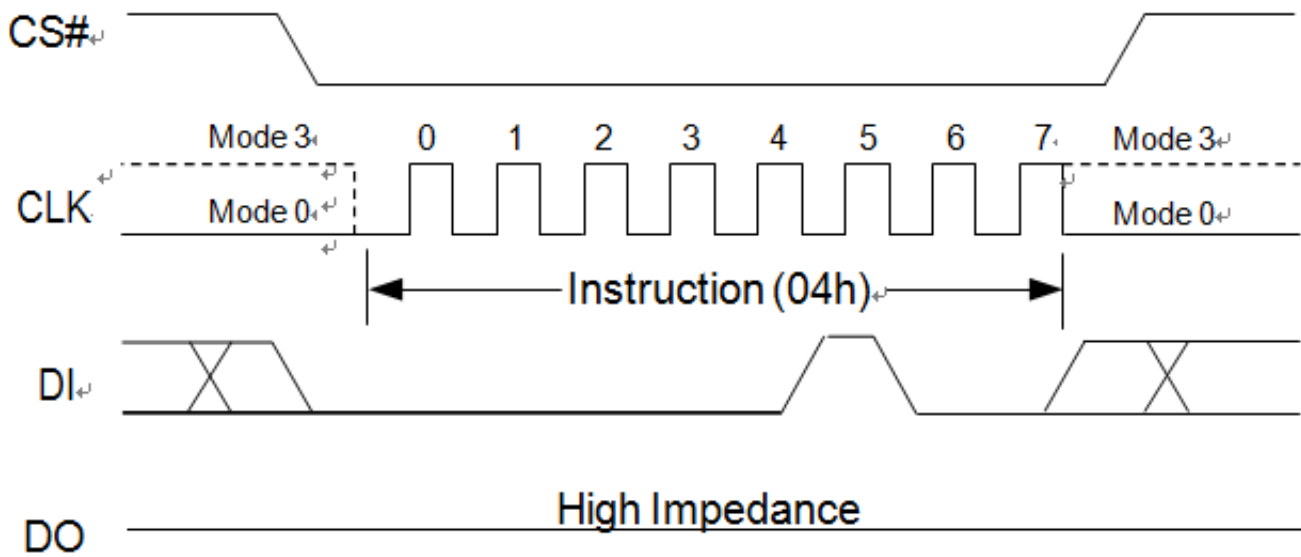 CS#
Mode 3 0 1 2 3 4 5 6 7 Mode 3
CLK
Mode 0 Mode 0
Instruction (04h)
DI
High Impedance
DO